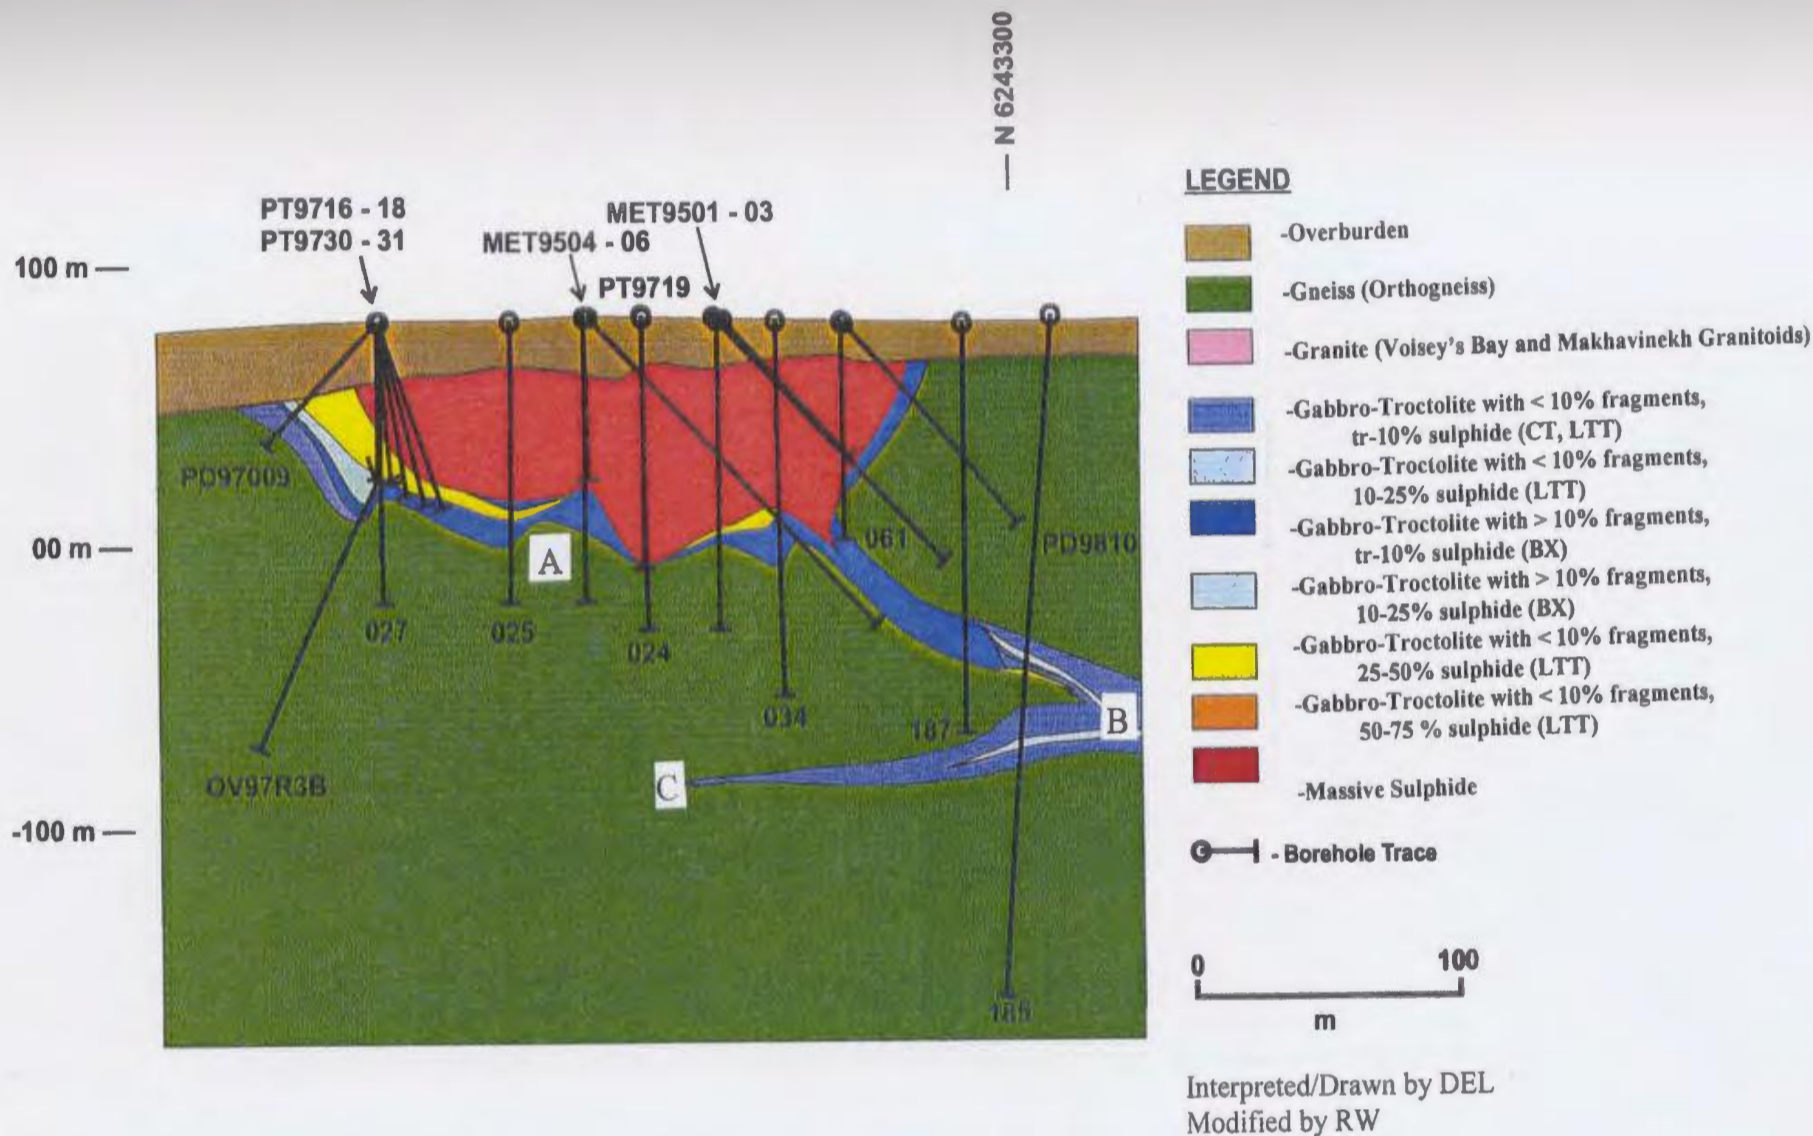 N 6243300
PT9716 - 18
PT9730 - 31
MET9504 - 06
MET9501 - 03
PT9719
100 m
00 m
-100 m
PD97009
027
025
024
034
061
187
PD9810
185
OV97R3B
A
B
C
LEGEND
-Overburden
-Gneiss (Orthogneiss)
-Granite (Voisey's Bay and Makhavinekh Granitoids)
-Gabbro-Troctolite with < 10% fragments,
tr-10% sulphide (CT, LTT)
-Gabbro-Troctolite with < 10% fragments,
10-25% sulphide (LTT)
-Gabbro-Troctolite with > 10% fragments,
tr-10% sulphide (BX)
-Gabbro-Troctolite with > 10% fragments,
10-25% sulphide (BX)
-Gabbro-Troctolite with < 10% fragments,
25-50% sulphide (LTT)
-Gabbro-Troctolite with < 10% fragments,
50-75 % sulphide (LTT)
-Massive Sulphide
- Borehole Trace
0 100
m
Interpreted/Drawn by DEL
Modified by RW